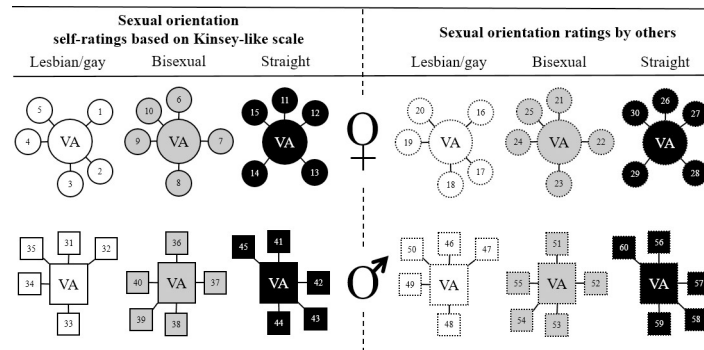 Sexual orientation
self-ratings based on Kinsey-like scale
Sexual orientation ratings by others
Lesbian/gay Bisexual Straight
Lesbian/gay Bisexual Straight
5 1
4 VA
2
3
6
10
9 VA 7
8
11
15 12
VA
14 13
20 16
19 VA
17
18
21
25
24 VA 22
23
26
30 27
VA
29 28
35 31 32
34 VA
33
36
40 VA 37
39 38
45 41
VA 42
44 43
50 46 47
49 VA
48
51
55 VA 52
54 53
60 56
VA 57
59 58